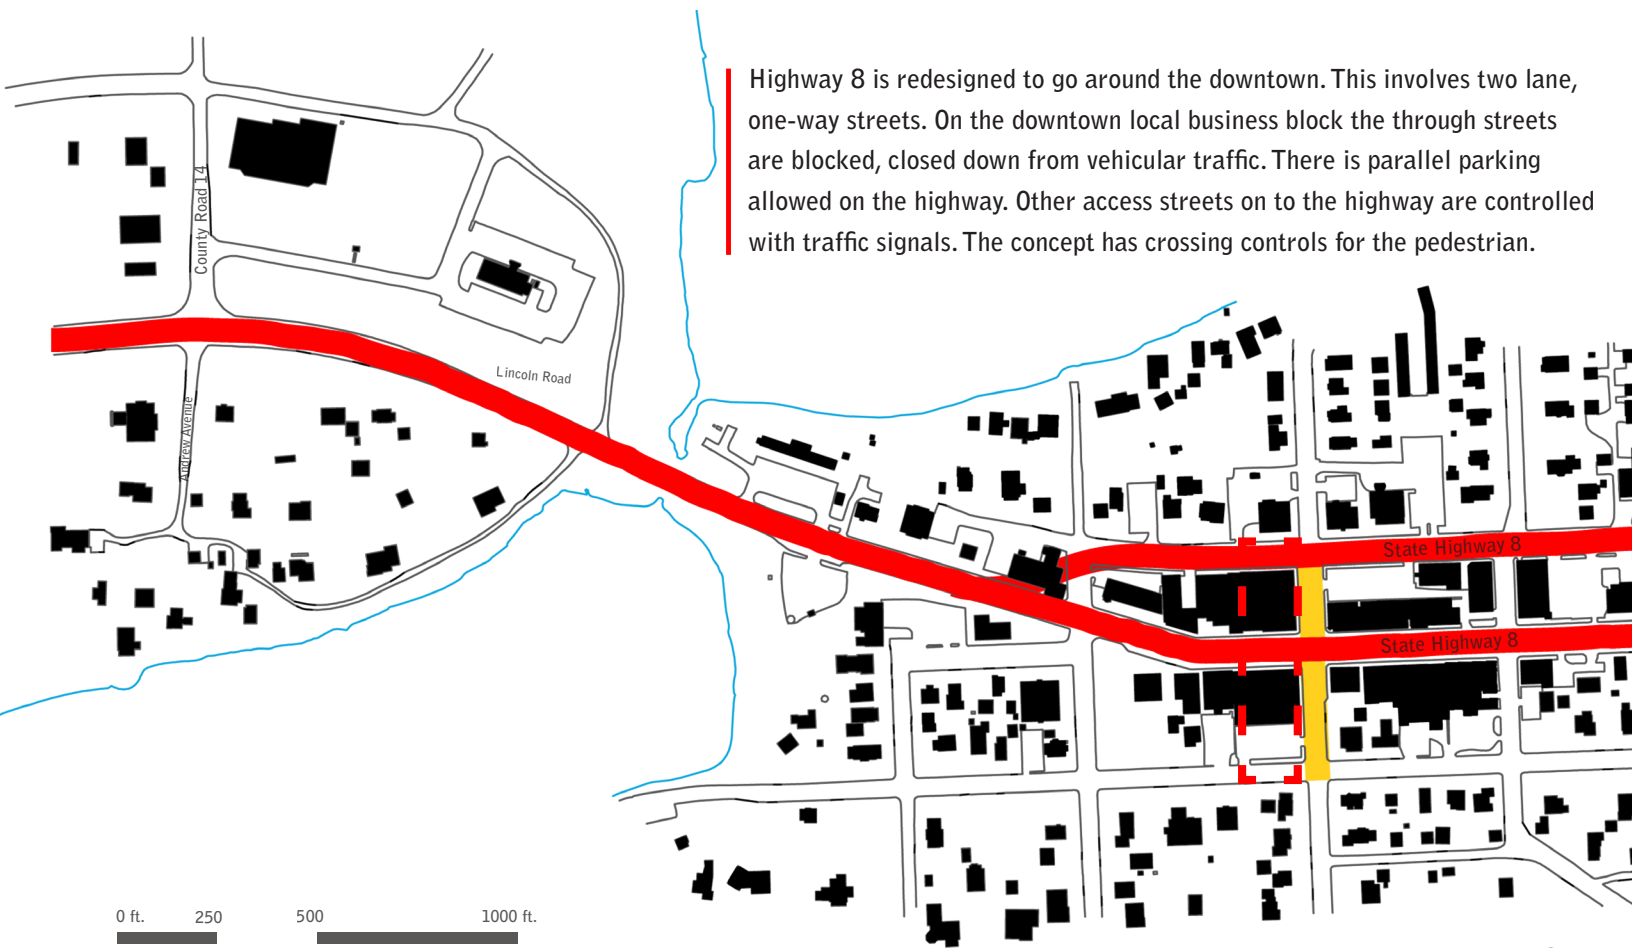 Highway 8 is redesigned to go around the downtown. This involves two lane,
one-way streets. On the downtown local business block the through streets
are blocked, closed down from vehicular traffic. There is parallel parking
allowed on the highway. Other access streets on to the highway are controlled
with traffic signals. The concept has crossing controls for the pedestrian.
County Road 14
Lincoln Road
Andrew Avenue
State Highway 8
State Highway 8
0 ft. 250 500 1000 ft.